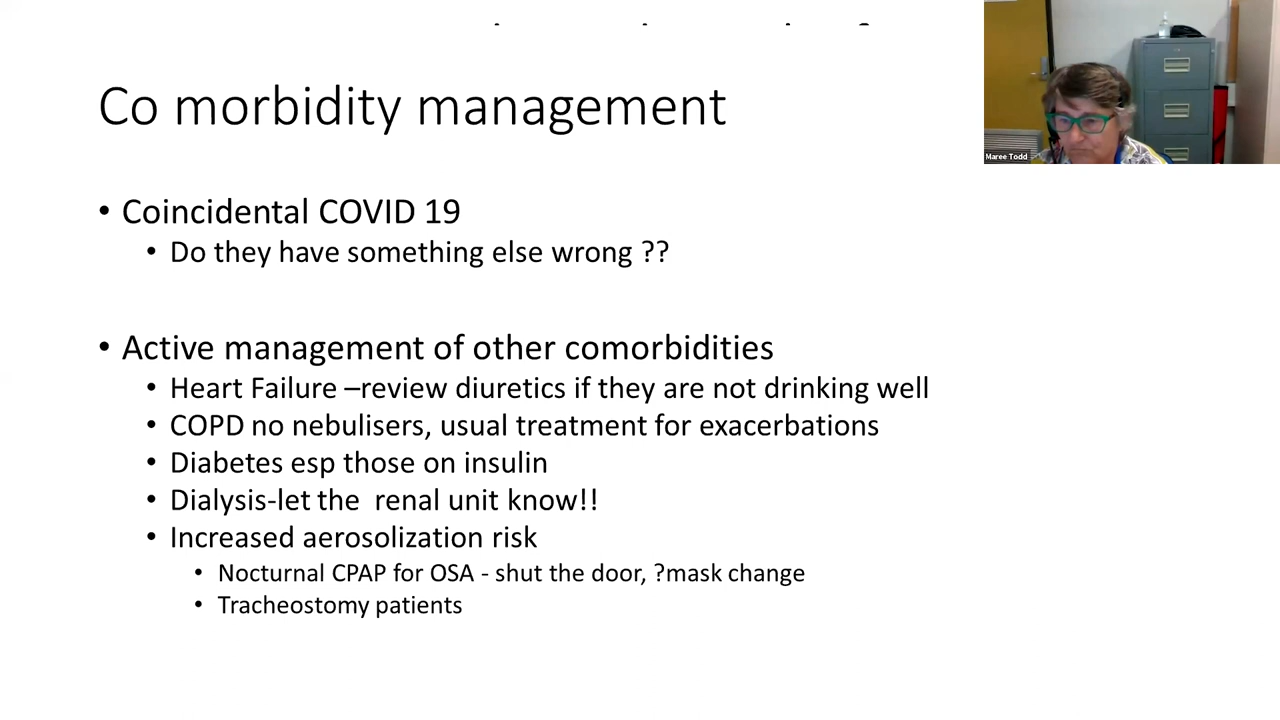 Co morbidity management
• Coincidental COVID 19
• Do they have something else wrong ??
• Active management of other comorbidities
• Heart Failure –review diuretics if they are not drinking well
• COPD no nebulisers, usual treatment for exacerbations
• Diabetes esp those on insulin
• Dialysis-let the  renal unit know!!
• Increased aerosolization risk
• Nocturnal CPAP for OSA - shut the door, ?mask change
• Tracheostomy patients
Maree Todd